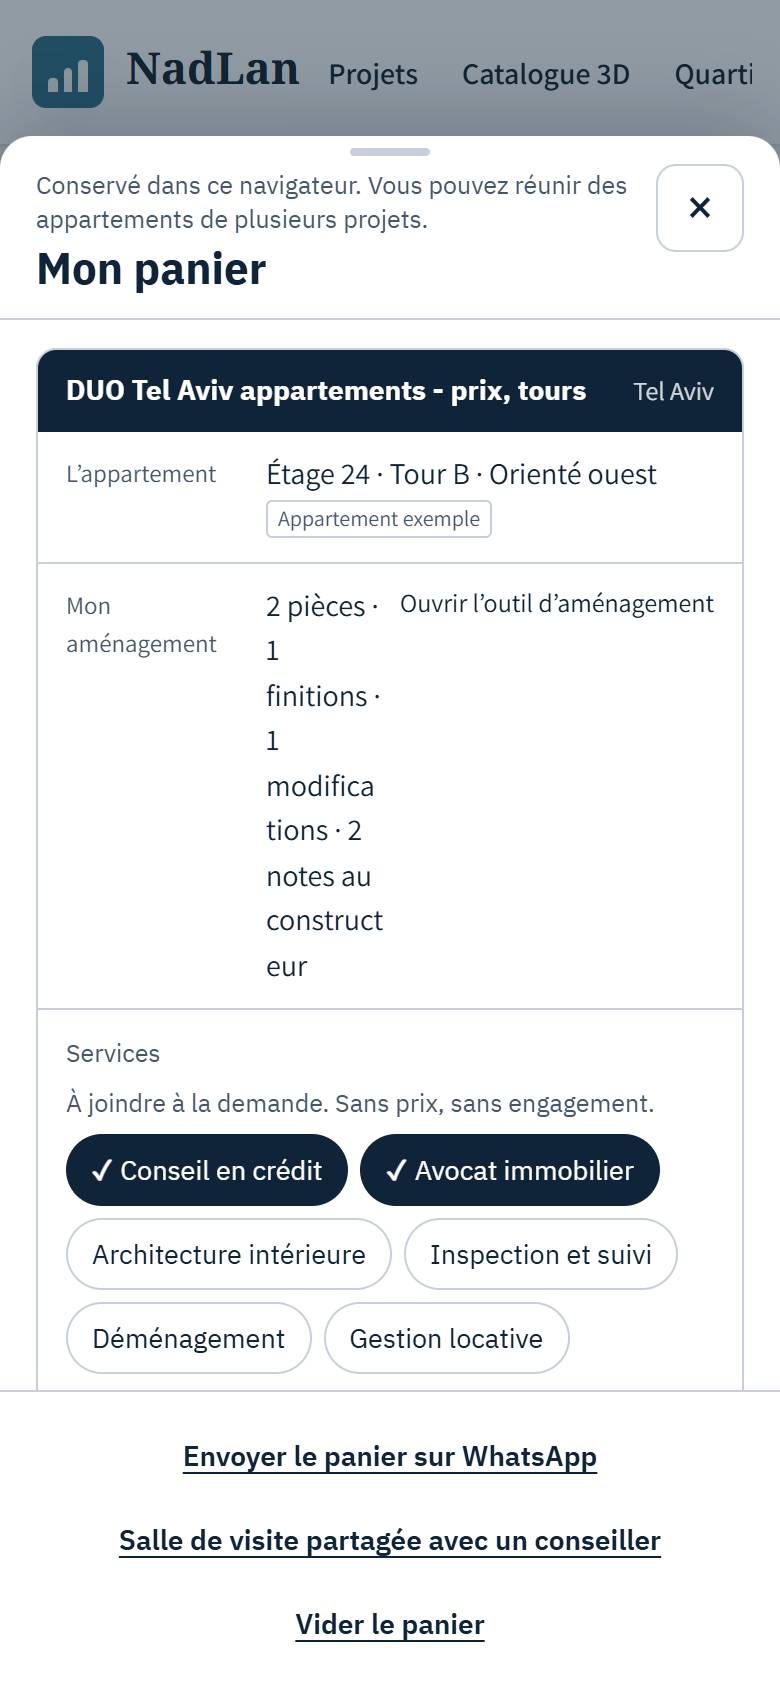 NadLan Projets Catalogue 3D Quarti
Conservé dans ce navigateur. Vous pouvez réunir des
appartements de plusieurs projets.
Mon panier
DUO Tel Aviv appartements - prix, tours Tel Aviv
L’appartement Étage 24 · Tour B · Orienté ouest
Appartement exemple
Mon
aménagement
2 pièces ·
1
finitions ·
1
modifica
tions · 2
notes au
construct
eur
Ouvrir l’outil d’aménagement
Services
À joindre à la demande. Sans prix, sans engagement.
✓ Conseil en crédit ✓ Avocat immobilier
Architecture intérieure Inspection et suivi
Déménagement Gestion locative
Envoyer le panier sur WhatsApp
Salle de visite partagée avec un conseiller
Vider le panier